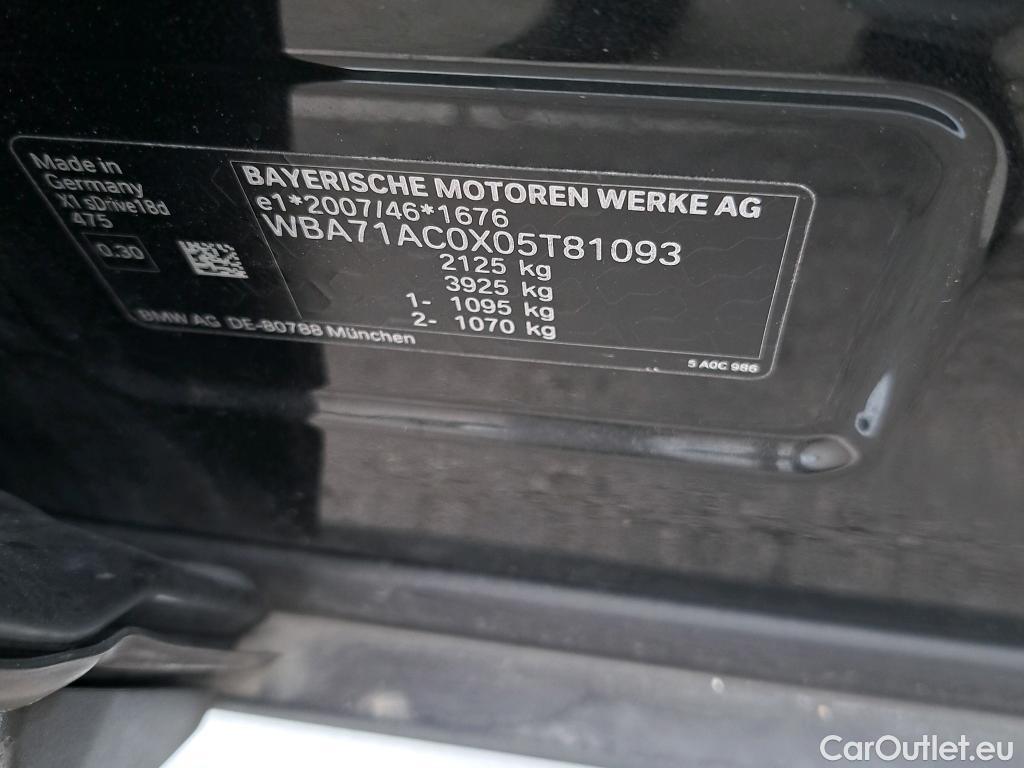 Made in
Germany
X1 sDrive18d
475
0.30
BAYERISCHE MOTOREN WERKE AG
e1*2007/46*1676
WBA71AC0X05T81093
2125 kg
3925 kg
1- 1095 kg
2- 1070 kg
BMW AG DE-80788 München
5 A0C 986
CarOutlet.eu